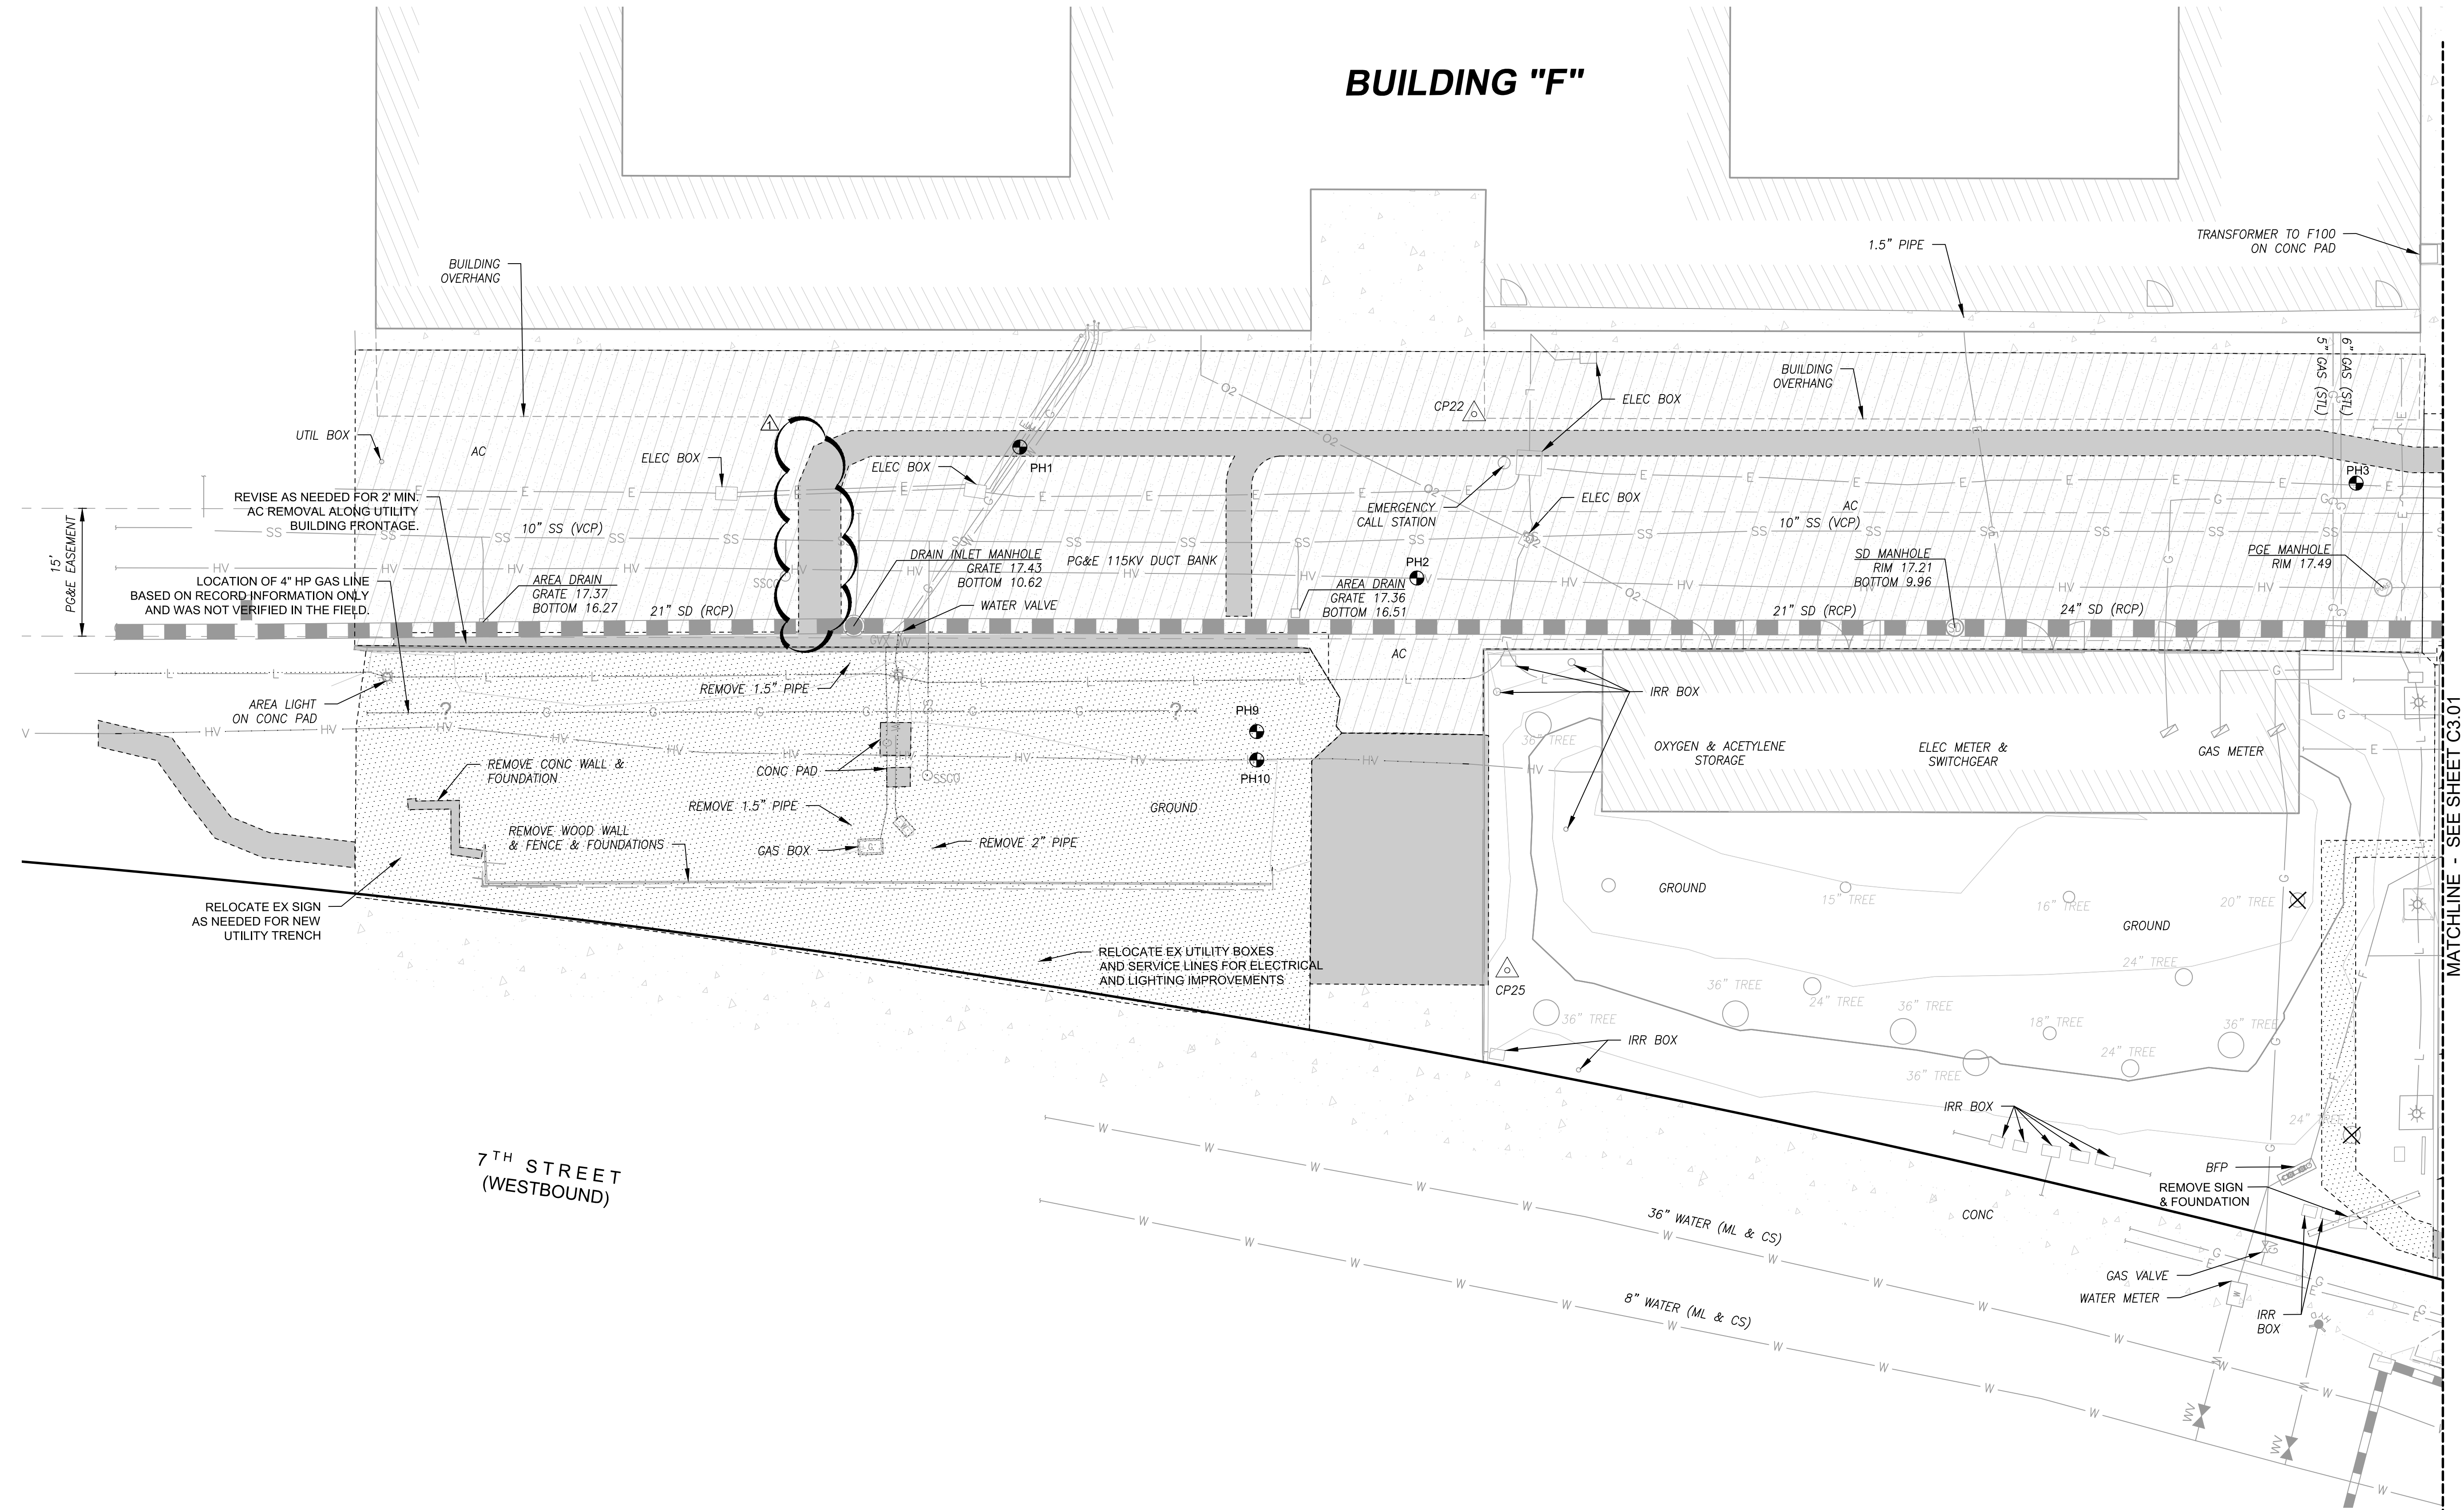 BUILDING "F"
TRANSFORMER TO F100
ON CONC PAD
1.5" PIPE
BUILDING
OVERHANG
5" GAS (STL)
6" GAS (STL)
BUILDING
OVERHANG
ELEC BOX
CP22
1
UTIL BOX
AC
ELEC BOX
ELEC BOX
PH1
PH3
REVISE AS NEEDED FOR 2' MIN.
AC REMOVAL ALONG UTILITY
BUILDING FRONTAGE.
ELEC BOX
EMERGENCY
CALL STATION
AC
10" SS (VCP)
10" SS (VCP)
15'
PG&E EASEMENT
DRAIN INLET MANHOLE
GRATE 17.43
BOTTOM 10.62
PG&E 115KV DUCT BANK
PH2
SD MANHOLE
RIM 17.21
BOTTOM 9.96
PGE MANHOLE
RIM 17.49
LOCATION OF 4" HP GAS LINE
BASED ON RECORD INFORMATION ONLY
AND WAS NOT VERIFIED IN THE FIELD.
AREA DRAIN
GRATE 17.37
BOTTOM 16.27
SSCO
AREA DRAIN
GRATE 17.36
BOTTOM 16.51
21" SD (RCP)
WATER VALVE
21" SD (RCP)
24" SD (RCP)
SD
GV
WV
AC
REMOVE 1.5" PIPE
IRR BOX
AREA LIGHT
ON CONC PAD
?
?
PH9
PH10
36" TREE
OXYGEN & ACETYLENE
STORAGE
ELEC METER &
SWITCHGEAR
GAS METER
REMOVE CONC WALL &
FOUNDATION
CONC PAD
SSCO
REMOVE 1.5" PIPE
GROUND
REMOVE WOOD WALL
& FENCE & FOUNDATIONS
GAS BOX
REMOVE 2" PIPE
MATCHLINE - SEE SHEET C3.01
RELOCATE EX SIGN
AS NEEDED FOR NEW
UTILITY TRENCH
GROUND
15" TREE
16" TREE
20" TREE
GROUND
RELOCATE EX UTILITY BOXES
AND SERVICE LINES FOR ELECTRICAL
AND LIGHTING IMPROVEMENTS
CP25
24" TREE
36" TREE
24" TREE
36" TREE
36" TREE
18" TREE
36" TREE
IRR BOX
24" TREE
36" TREE
IRR BOX
24" TREE
7TH STREET
(WESTBOUND)
BFP
REMOVE SIGN
& FOUNDATION
36" WATER (ML & CS)
CONC
GV
GAS VALVE
WATER METER
8" WATER (ML & CS)
IRR
BOX
HYD
WV
WV